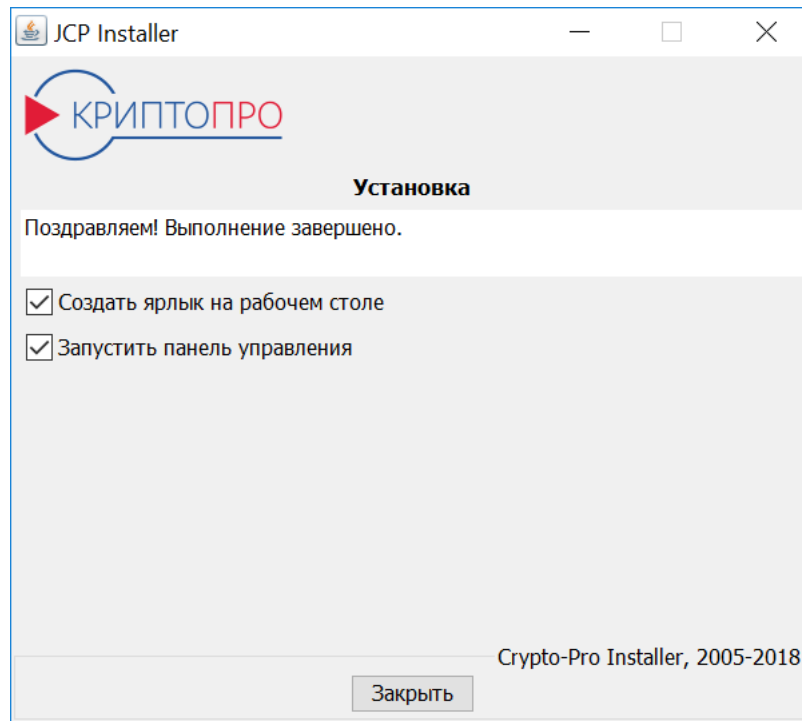 JCP Installer
КРИПТОПРО
Установка
Поздравляем! Выполнение завершено.
Создать ярлык на рабочем столе
Запустить панель управления
Crypto-Pro Installer, 2005-2018
Закрыть